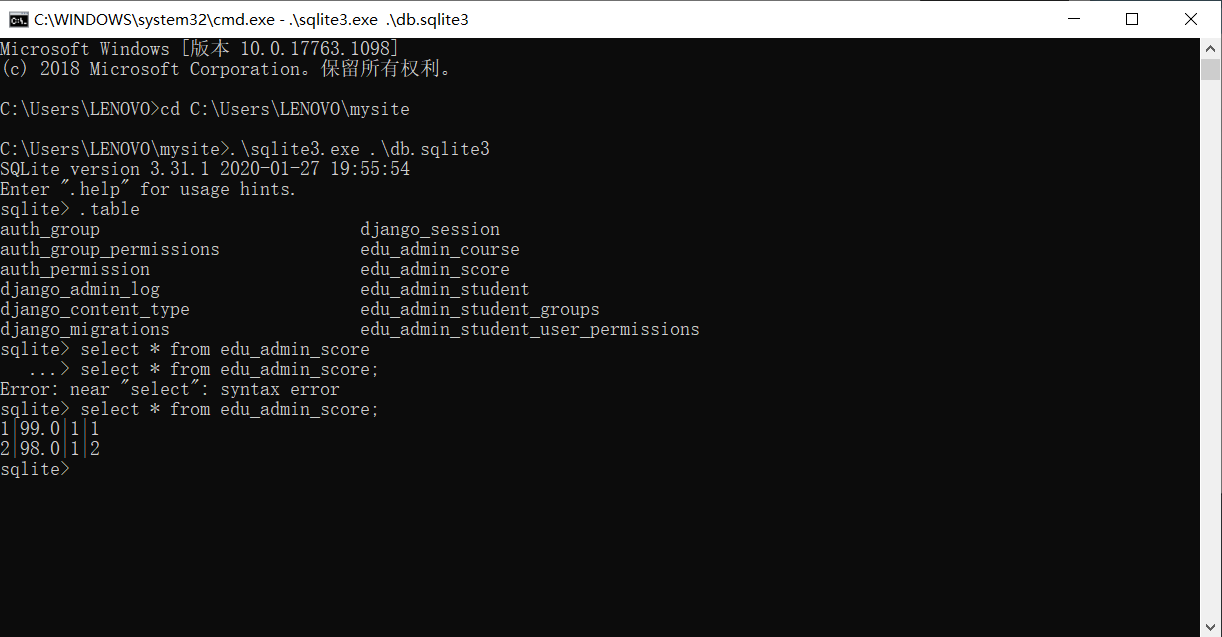 C:\WINDOWS\system32\cmd.exe - .\sqlite3.exe .\db.sqlite3
Microsoft Windows [版本 10.0.17763.1098]
(c) 2018 Microsoft Corporation。保留所有权利。
C:\Users\LENOVO>cd C:\Users\LENOVO\mysite
C:\Users\LENOVO\mysite>.\sqlite3.exe .\db.sqlite3
SQLite version 3.31.1 2020-01-27 19:55:54
Enter ".help" for usage hints.
sqlite> .table
auth_group                          django_session
auth_group_permissions              edu_admin_course
auth_permission                     edu_admin_score
django_admin_log                    edu_admin_student
django_content_type                 edu_admin_student_groups
django_migrations                   edu_admin_student_user_permissions
sqlite> select * from edu_admin_score
   ...> select * from edu_admin_score;
Error: near "select": syntax error
sqlite> select * from edu_admin_score;
1|99.0|1|1
2|98.0|1|2
sqlite>